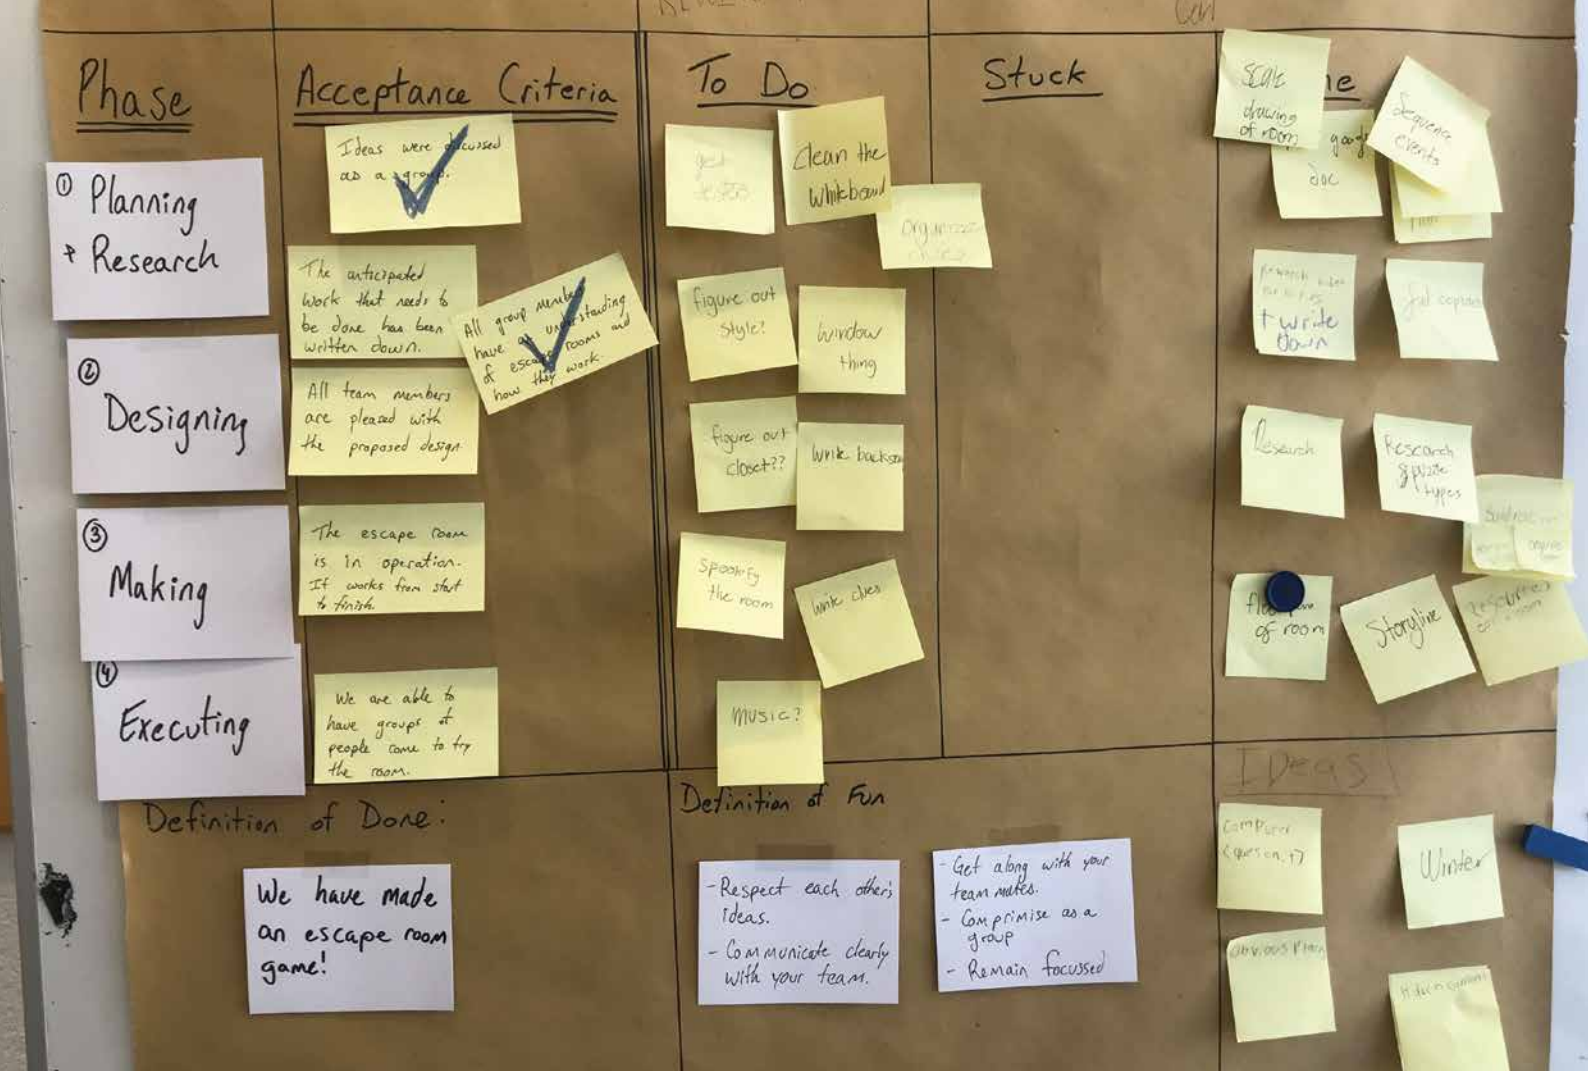 Phase
Acceptance Criteria
To Do
Stuck
① Planning
+ Research
② Designing
③ Making
④ Executing
Ideas were discussed
as a group.
The anticipated
work that needs to
be done has been
written down.
All group members
have an understanding
of escape rooms and
how they work.
All team members
are pleased with
the proposed design
The escape room
is in operation.
It works from start
to finish.
We are able to
have groups of
people come to try
the room.
get
Clean the
Whiteboard
organize
figure out
style?
window
thing
figure out
closet??
write
spookify
the room
write clues
Music?
scale
drawing
of room
doc
Sequence
events
+ write
down
Research
Research
types
of room
Storyline
Definition of Done:
We have made
an escape room
game!
Definition of Fun
- Respect each other's
ideas.
- Communicate clearly
with your team.
- Get along with your
team mates.
- Comprimise as a
group
- Remain focussed
Ideas
Computer
Winter